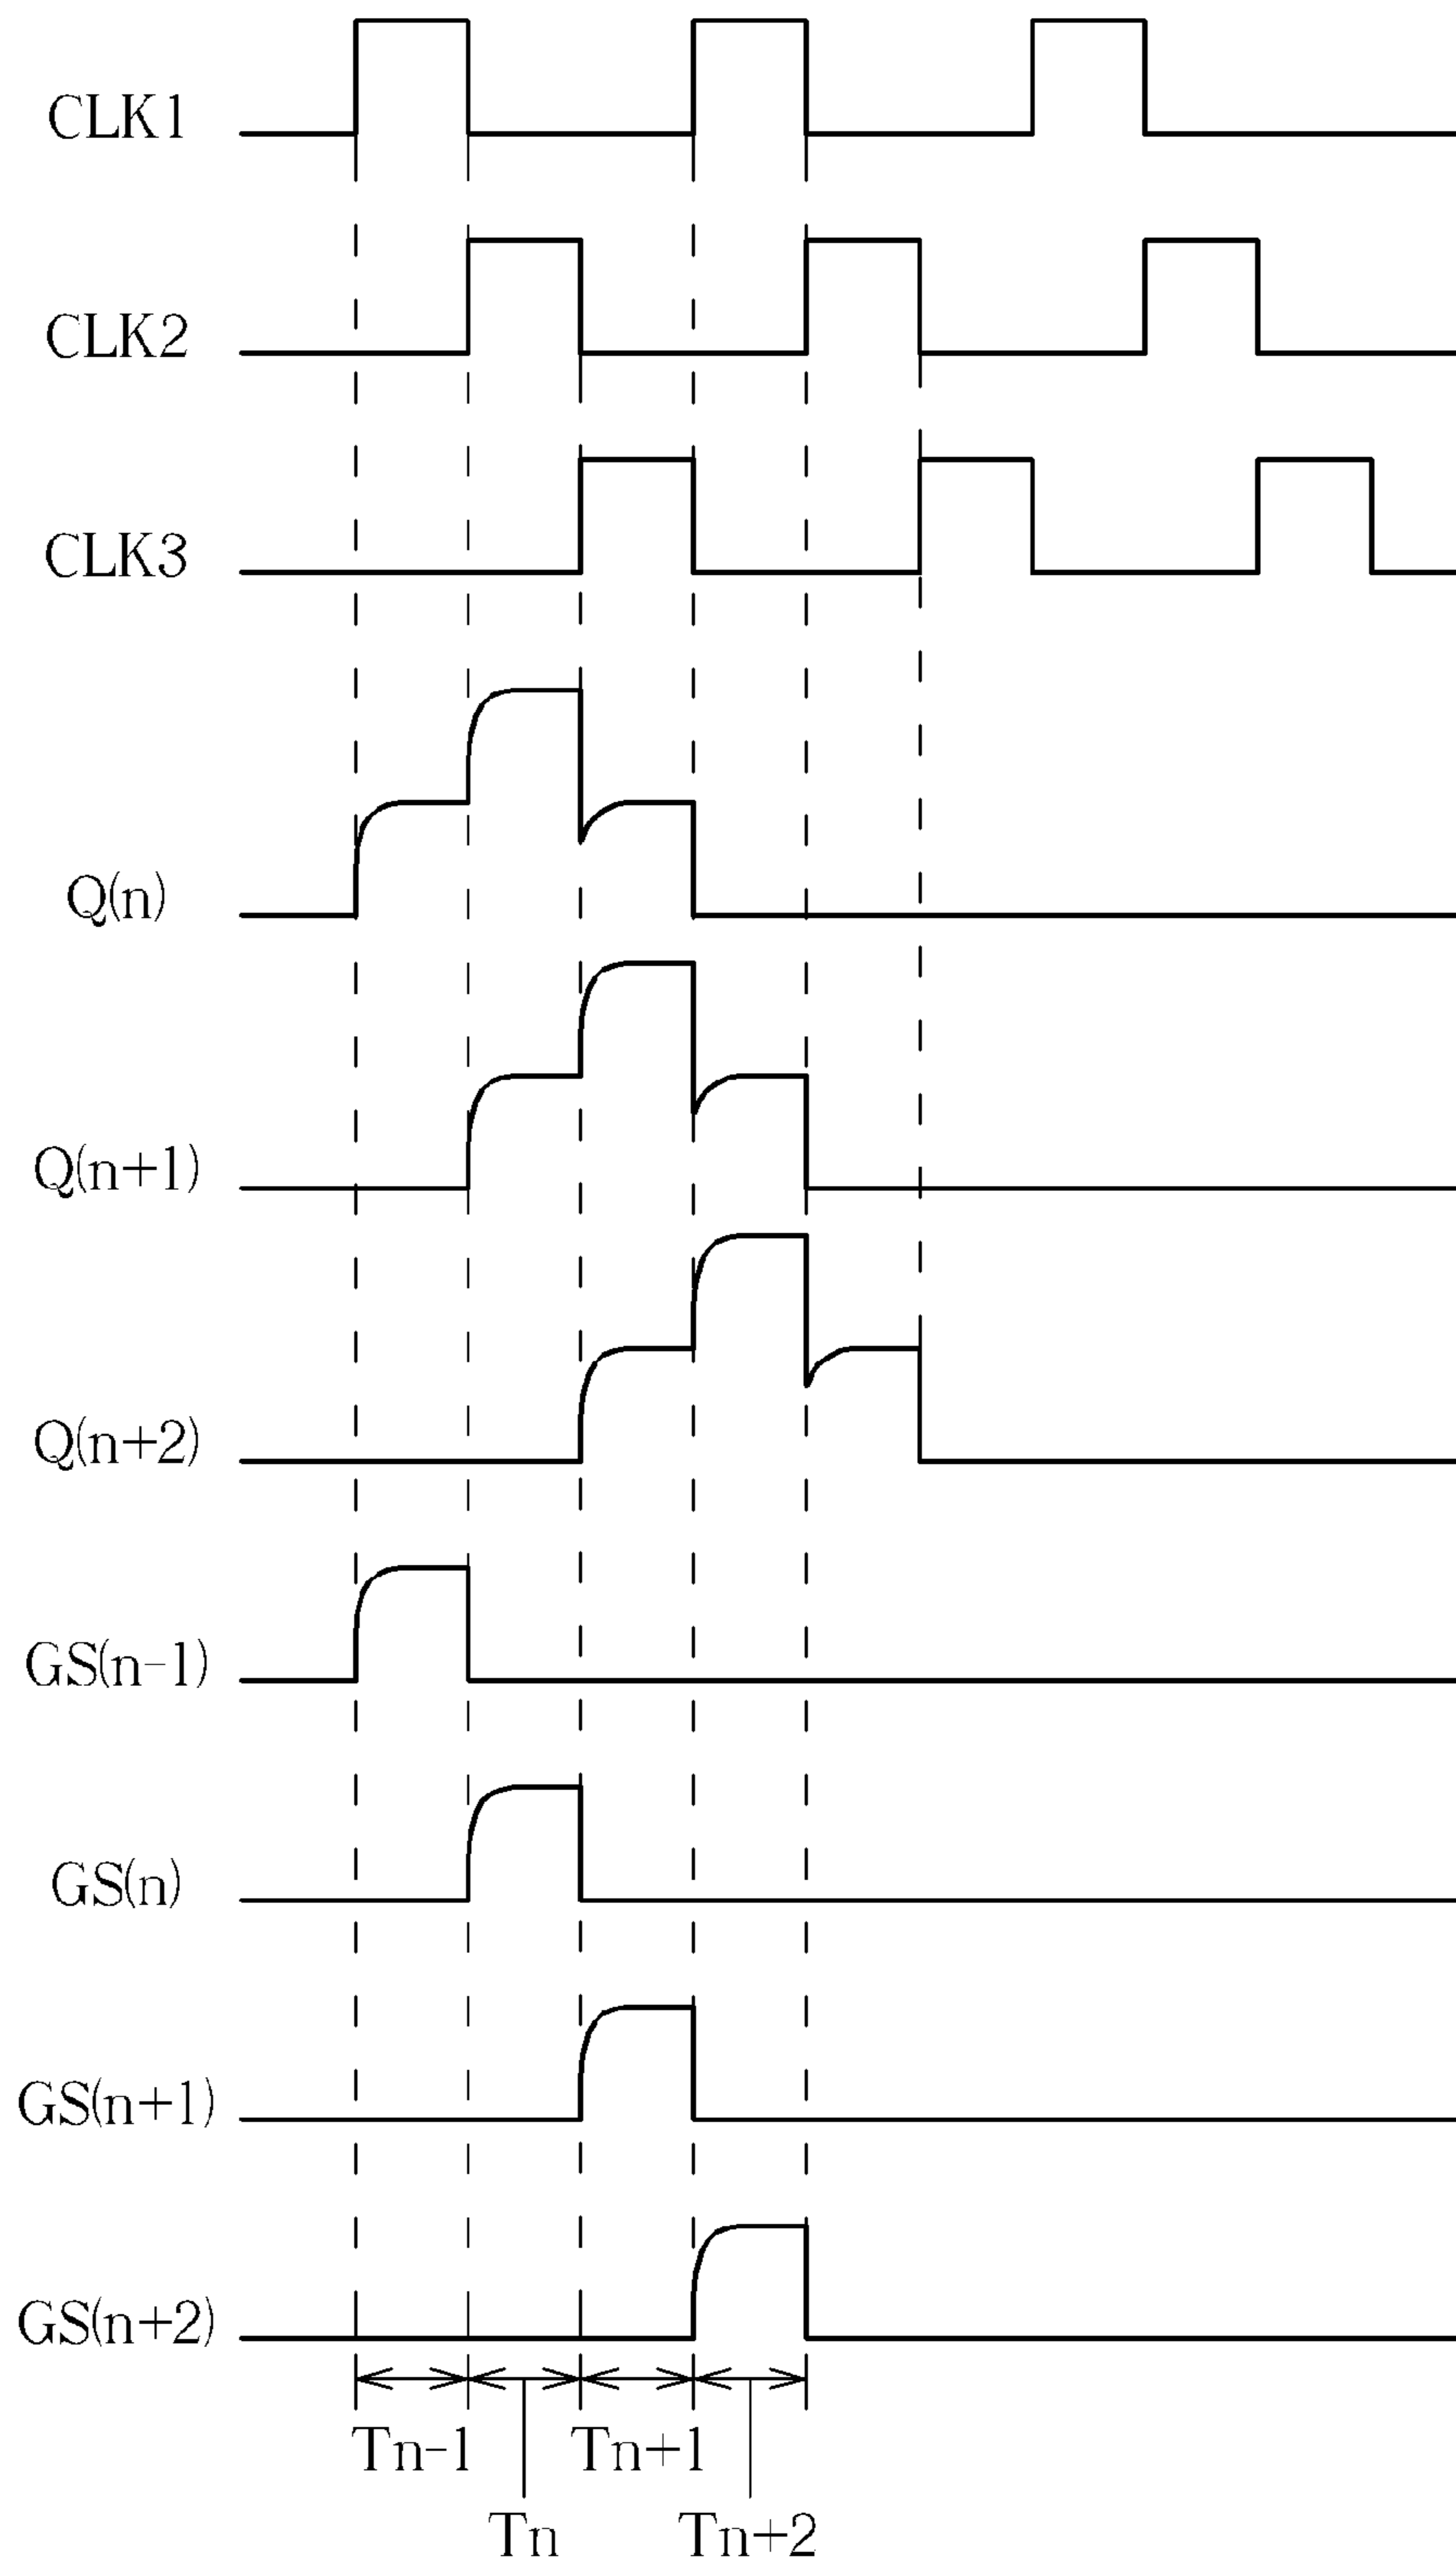 CLK1
CLK2
CLK3
Q(n)
Q(n+1)
Q(n+2)
GS(n-1)
GS(n)
GS(n+1)
GS(n+2)
Tn-1
Tn+1
Tn
Tn+2